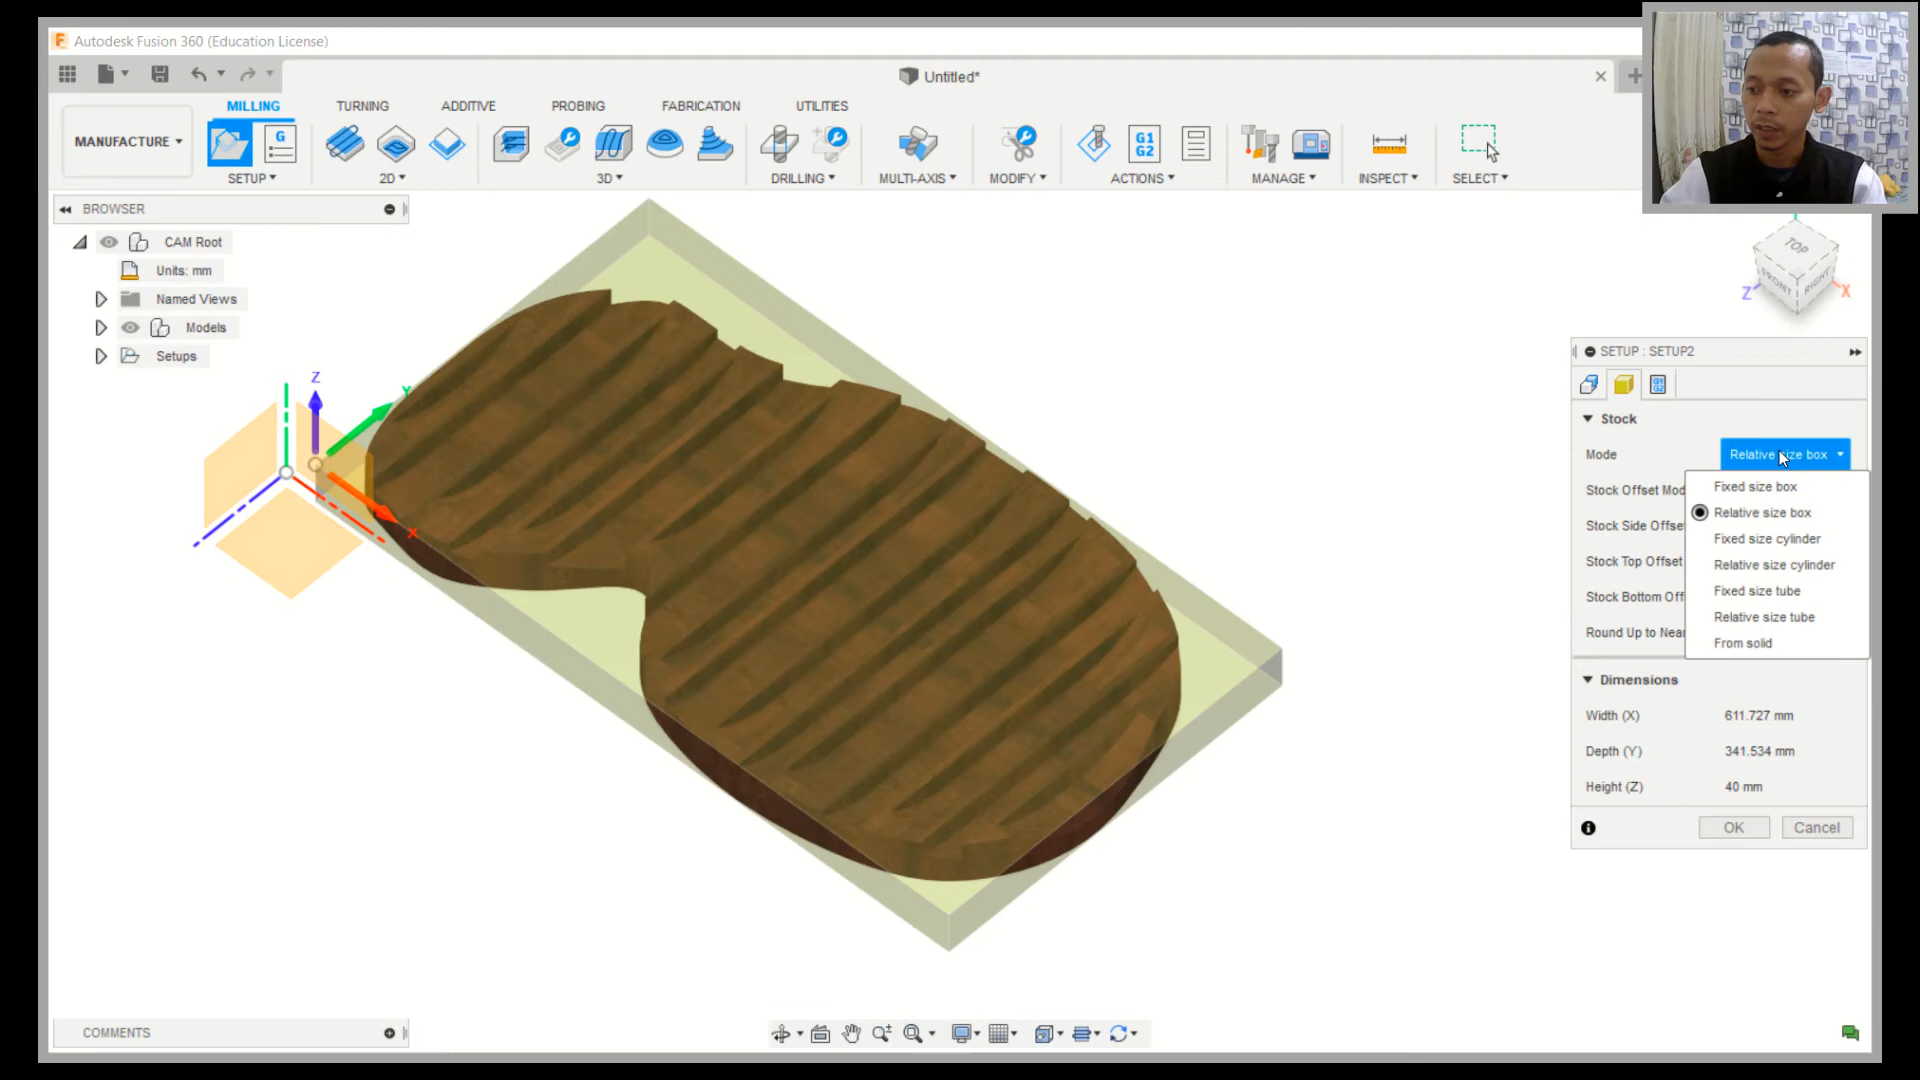 Autodesk Fusion 360 (Education License)
Untitled*
MANUFACTURE
MILLING TURNING ADDITIVE PROBING FABRICATION UTILITIES
G
G1
G2
SETUP 2D 3D DRILLING MULTI-AXIS MODIFY ACTIONS MANAGE INSPECT SELECT
BROWSER
CAM Root
Units: mm
Named Views
Models
Setups
Z
Y
X
TOP
FRONT
RIGHT
Z
X
SETUP : SETUP2
Stock
Mode Relative size box
Stock Offset Mod
Stock Side Offse
Stock Top Offset
Stock Bottom Off
Round Up to Near
Fixed size box
Relative size box
Fixed size cylinder
Relative size cylinder
Fixed size tube
Relative size tube
From solid
Dimensions
Width (X) 611.727 mm
Depth (Y) 341.534 mm
Height (Z) 40 mm
OK Cancel
COMMENTS